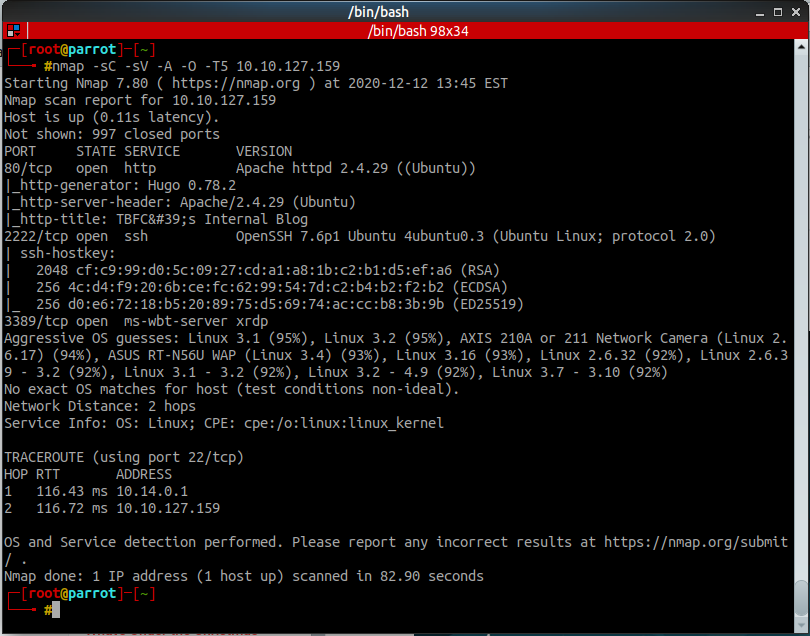 /bin/bash
/bin/bash 98x34
┌─[root@parrot]─[~]
└──╼ #nmap -sC -sV -A -O -T5 10.10.127.159
Starting Nmap 7.80 ( https://nmap.org ) at 2020-12-12 13:45 EST
Nmap scan report for 10.10.127.159
Host is up (0.11s latency).
Not shown: 997 closed ports
PORT     STATE SERVICE       VERSION
80/tcp   open  http          Apache httpd 2.4.29 ((Ubuntu))
|_http-generator: Hugo 0.78.2
|_http-server-header: Apache/2.4.29 (Ubuntu)
|_http-title: TBFC&#39;s Internal Blog
2222/tcp open  ssh           OpenSSH 7.6p1 Ubuntu 4ubuntu0.3 (Ubuntu Linux; protocol 2.0)
| ssh-hostkey:
|   2048 cf:c9:99:d0:5c:09:27:cd:a1:a8:1b:c2:b1:d5:ef:a6 (RSA)
|   256 4c:d4:f9:20:6b:ce:fc:62:99:54:7d:c2:b4:b2:f2:b2 (ECDSA)
|_  256 d0:e6:72:18:b5:20:89:75:d5:69:74:ac:cc:b8:3b:9b (ED25519)
3389/tcp open  ms-wbt-server xrdp
Aggressive OS guesses: Linux 3.1 (95%), Linux 3.2 (95%), AXIS 210A or 211 Network Camera (Linux 2.
6.17) (94%), ASUS RT-N56U WAP (Linux 3.4) (93%), Linux 3.16 (93%), Linux 2.6.32 (92%), Linux 2.6.3
9 - 3.2 (92%), Linux 3.1 - 3.2 (92%), Linux 3.2 - 4.9 (92%), Linux 3.7 - 3.10 (92%)
No exact OS matches for host (test conditions non-ideal).
Network Distance: 2 hops
Service Info: OS: Linux; CPE: cpe:/o:linux:linux_kernel
TRACEROUTE (using port 22/tcp)
HOP RTT       ADDRESS
1   116.43 ms 10.14.0.1
2   116.72 ms 10.10.127.159
OS and Service detection performed. Please report any incorrect results at https://nmap.org/submit
/ .
Nmap done: 1 IP address (1 host up) scanned in 82.90 seconds
┌─[root@parrot]─[~]
└──╼ #